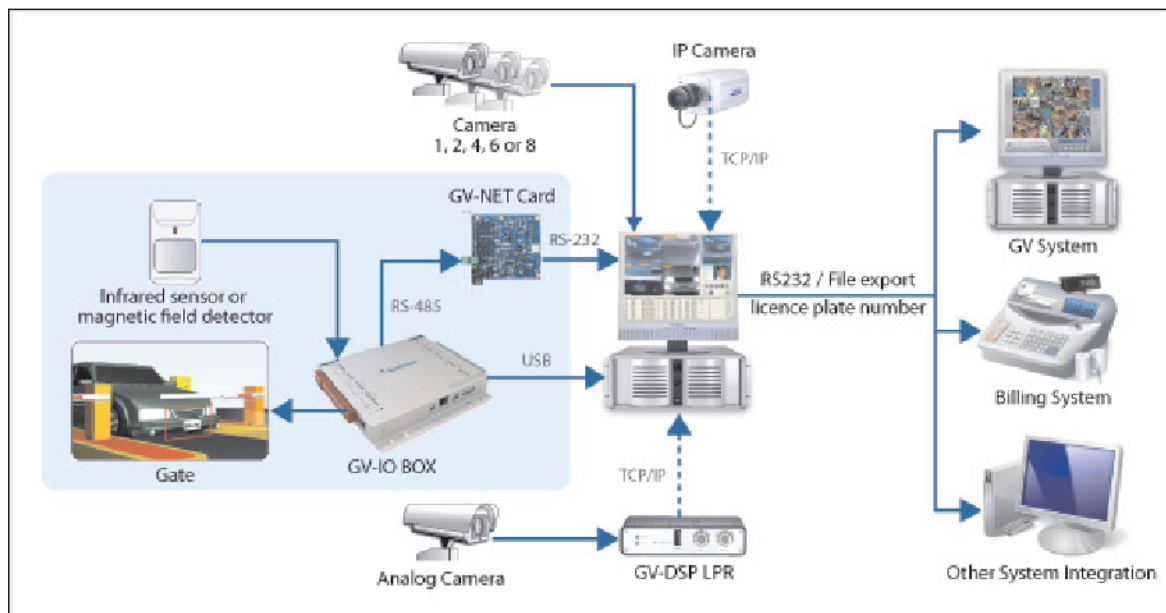 IP Camera
Camera
1, 2, 4, 6 or 8
TCP/IP
GV-NET Card
RS-232
Infrared sensor or
magnetic field detector
RS-485
USB
Gate
GV-IO BOX
RS232 / File export
licence plate number
GV System
Billing System
TCP/IP
Analog Camera
GV-DSP LPR
Other System Integration